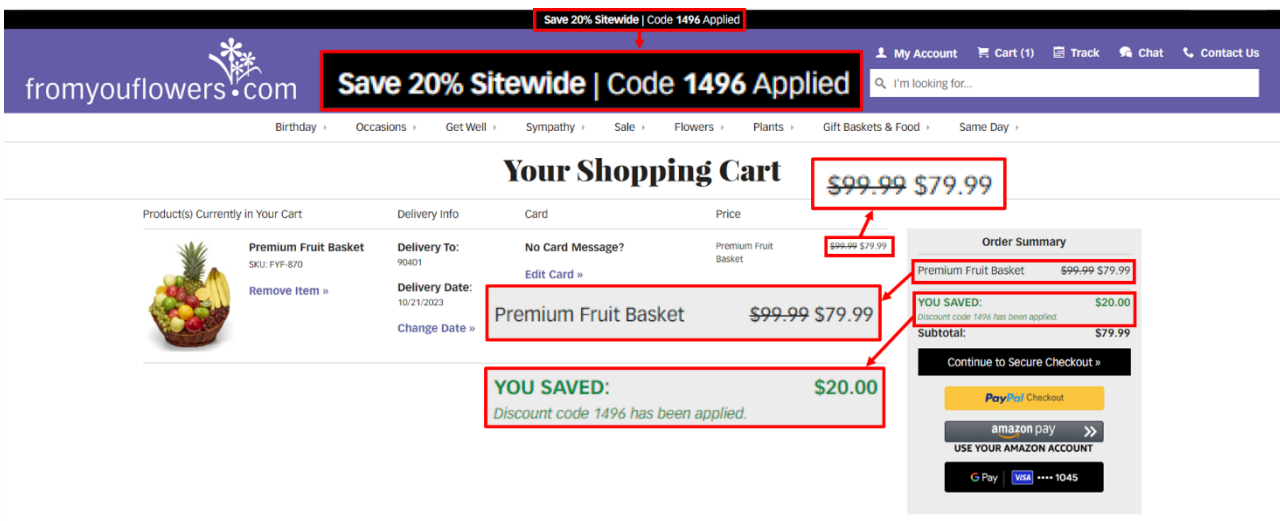 Save 20% Sitewide | Code 1496 Applied
fromyouflowers.com
Save 20% Sitewide | Code 1496 Applied
My Account Cart (1) Track Chat Contact Us
I'm looking for...
Birthday Occasions Get Well Sympathy Sale Flowers Plants Gift Baskets & Food Same Day
Your Shopping Cart
$99.99 $79.99
Product(s) Currently in Your Cart Delivery Info Card Price
Premium Fruit Basket
SKU: FYF-870
Remove Item »
Delivery To:
90401
Delivery Date:
10/21/2023
Change Date »
No Card Message?
Edit Card »
Premium Fruit
Basket
$99.99 $79.99
Premium Fruit Basket $99.99 $79.99
YOU SAVED: $20.00
Discount code 1496 has been applied.
Order Summary
Premium Fruit Basket $99.99 $79.99
YOU SAVED: $20.00
Discount code 1496 has been applied.
Subtotal: $79.99
Continue to Secure Checkout »
PayPal Checkout
amazon pay
USE YOUR AMAZON ACCOUNT
G Pay VISA •••• 1045